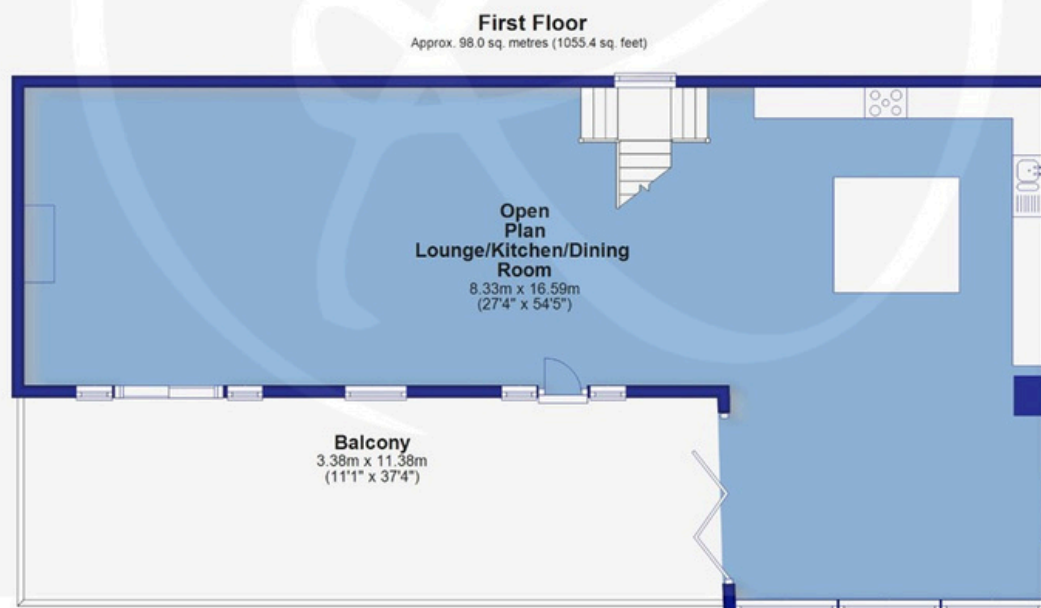 First Floor
Approx. 98.0 sq. metres (1055.4 sq. feet)
Open
Plan
Lounge/Kitchen/Dining
Room
8.33m x 16.59m
(27'4" x 54'5")
Balcony
3.38m x 11.38m
(11'1" x 37'4")